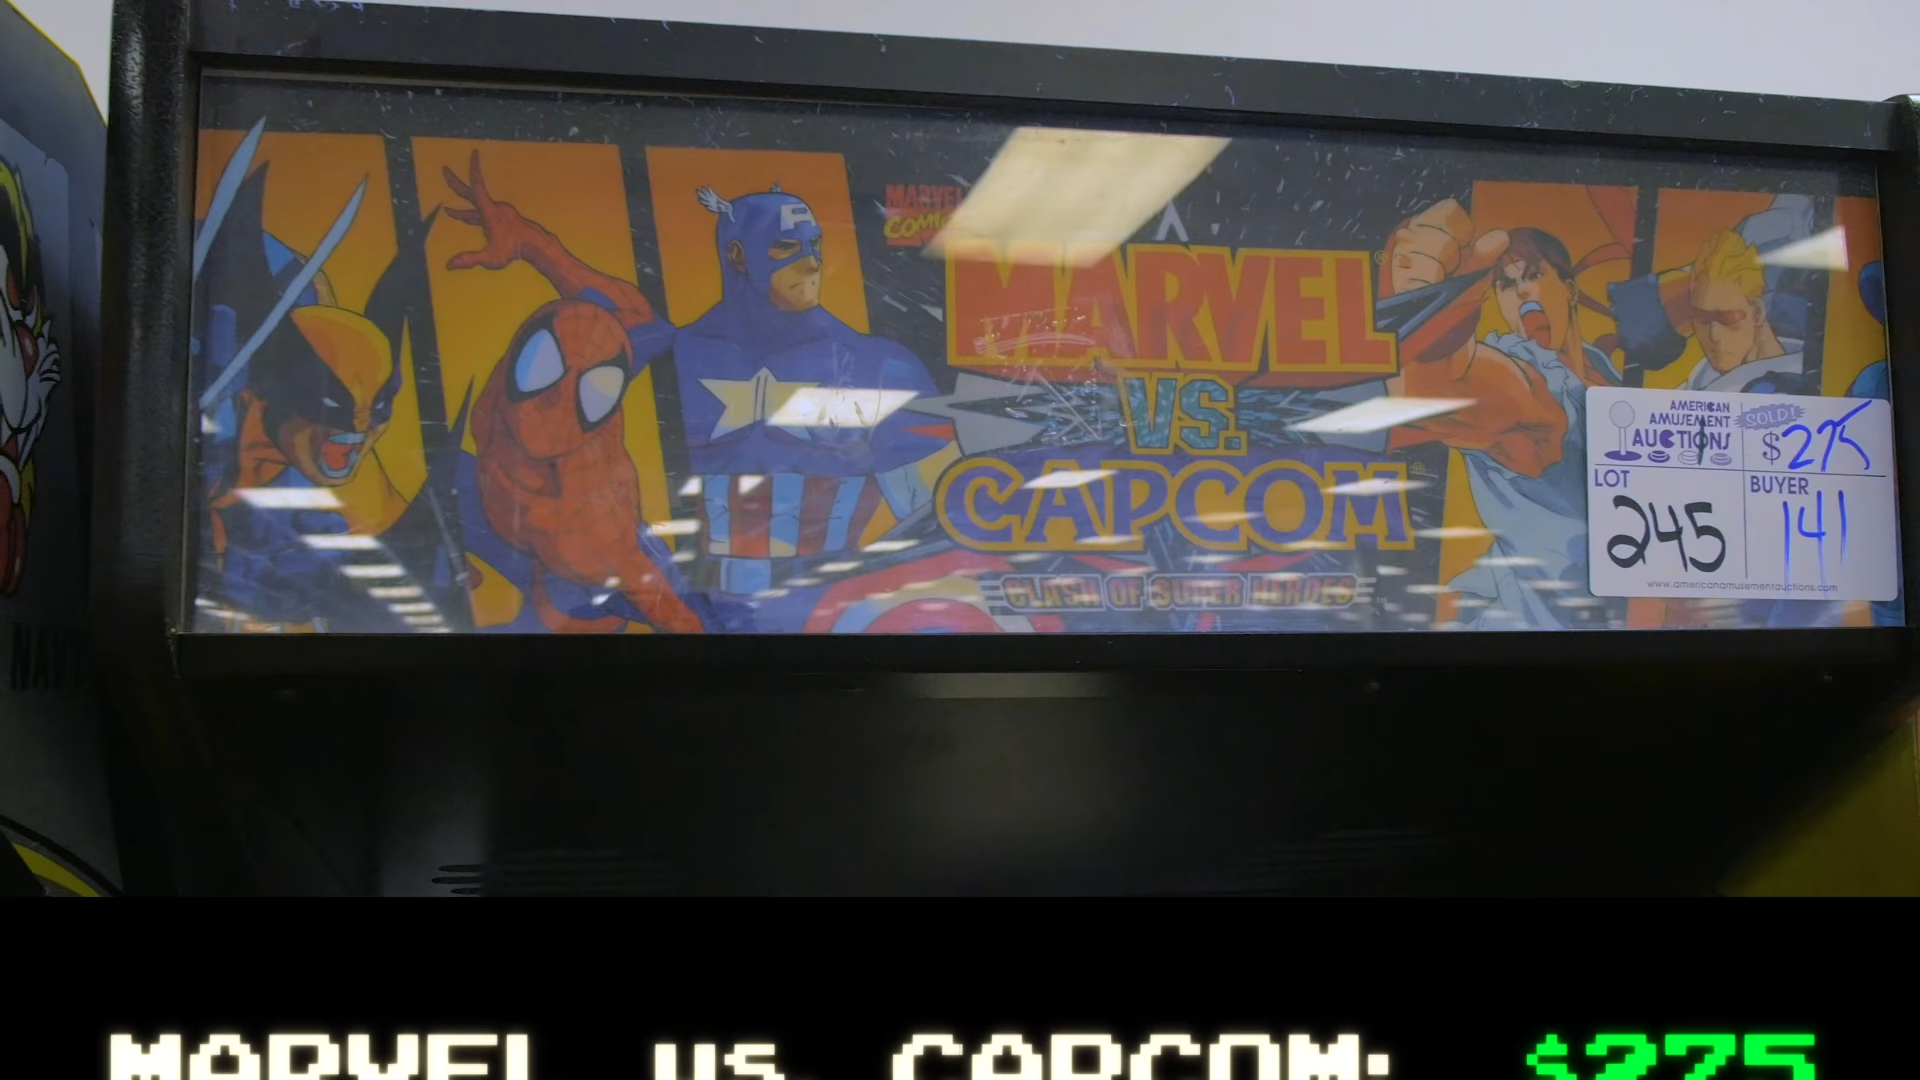 MARVEL
COMICS
MARVEL®
VS.
CAPCOM®
CLASH OF SUPER HEROES™
AMERICAN
AMUSEMENT
AUCTIONS
SOLD!
$275
LOT
245
BUYER
141
www.americanamusementauctions.com
MARVEL vs. CAPCOM: $275